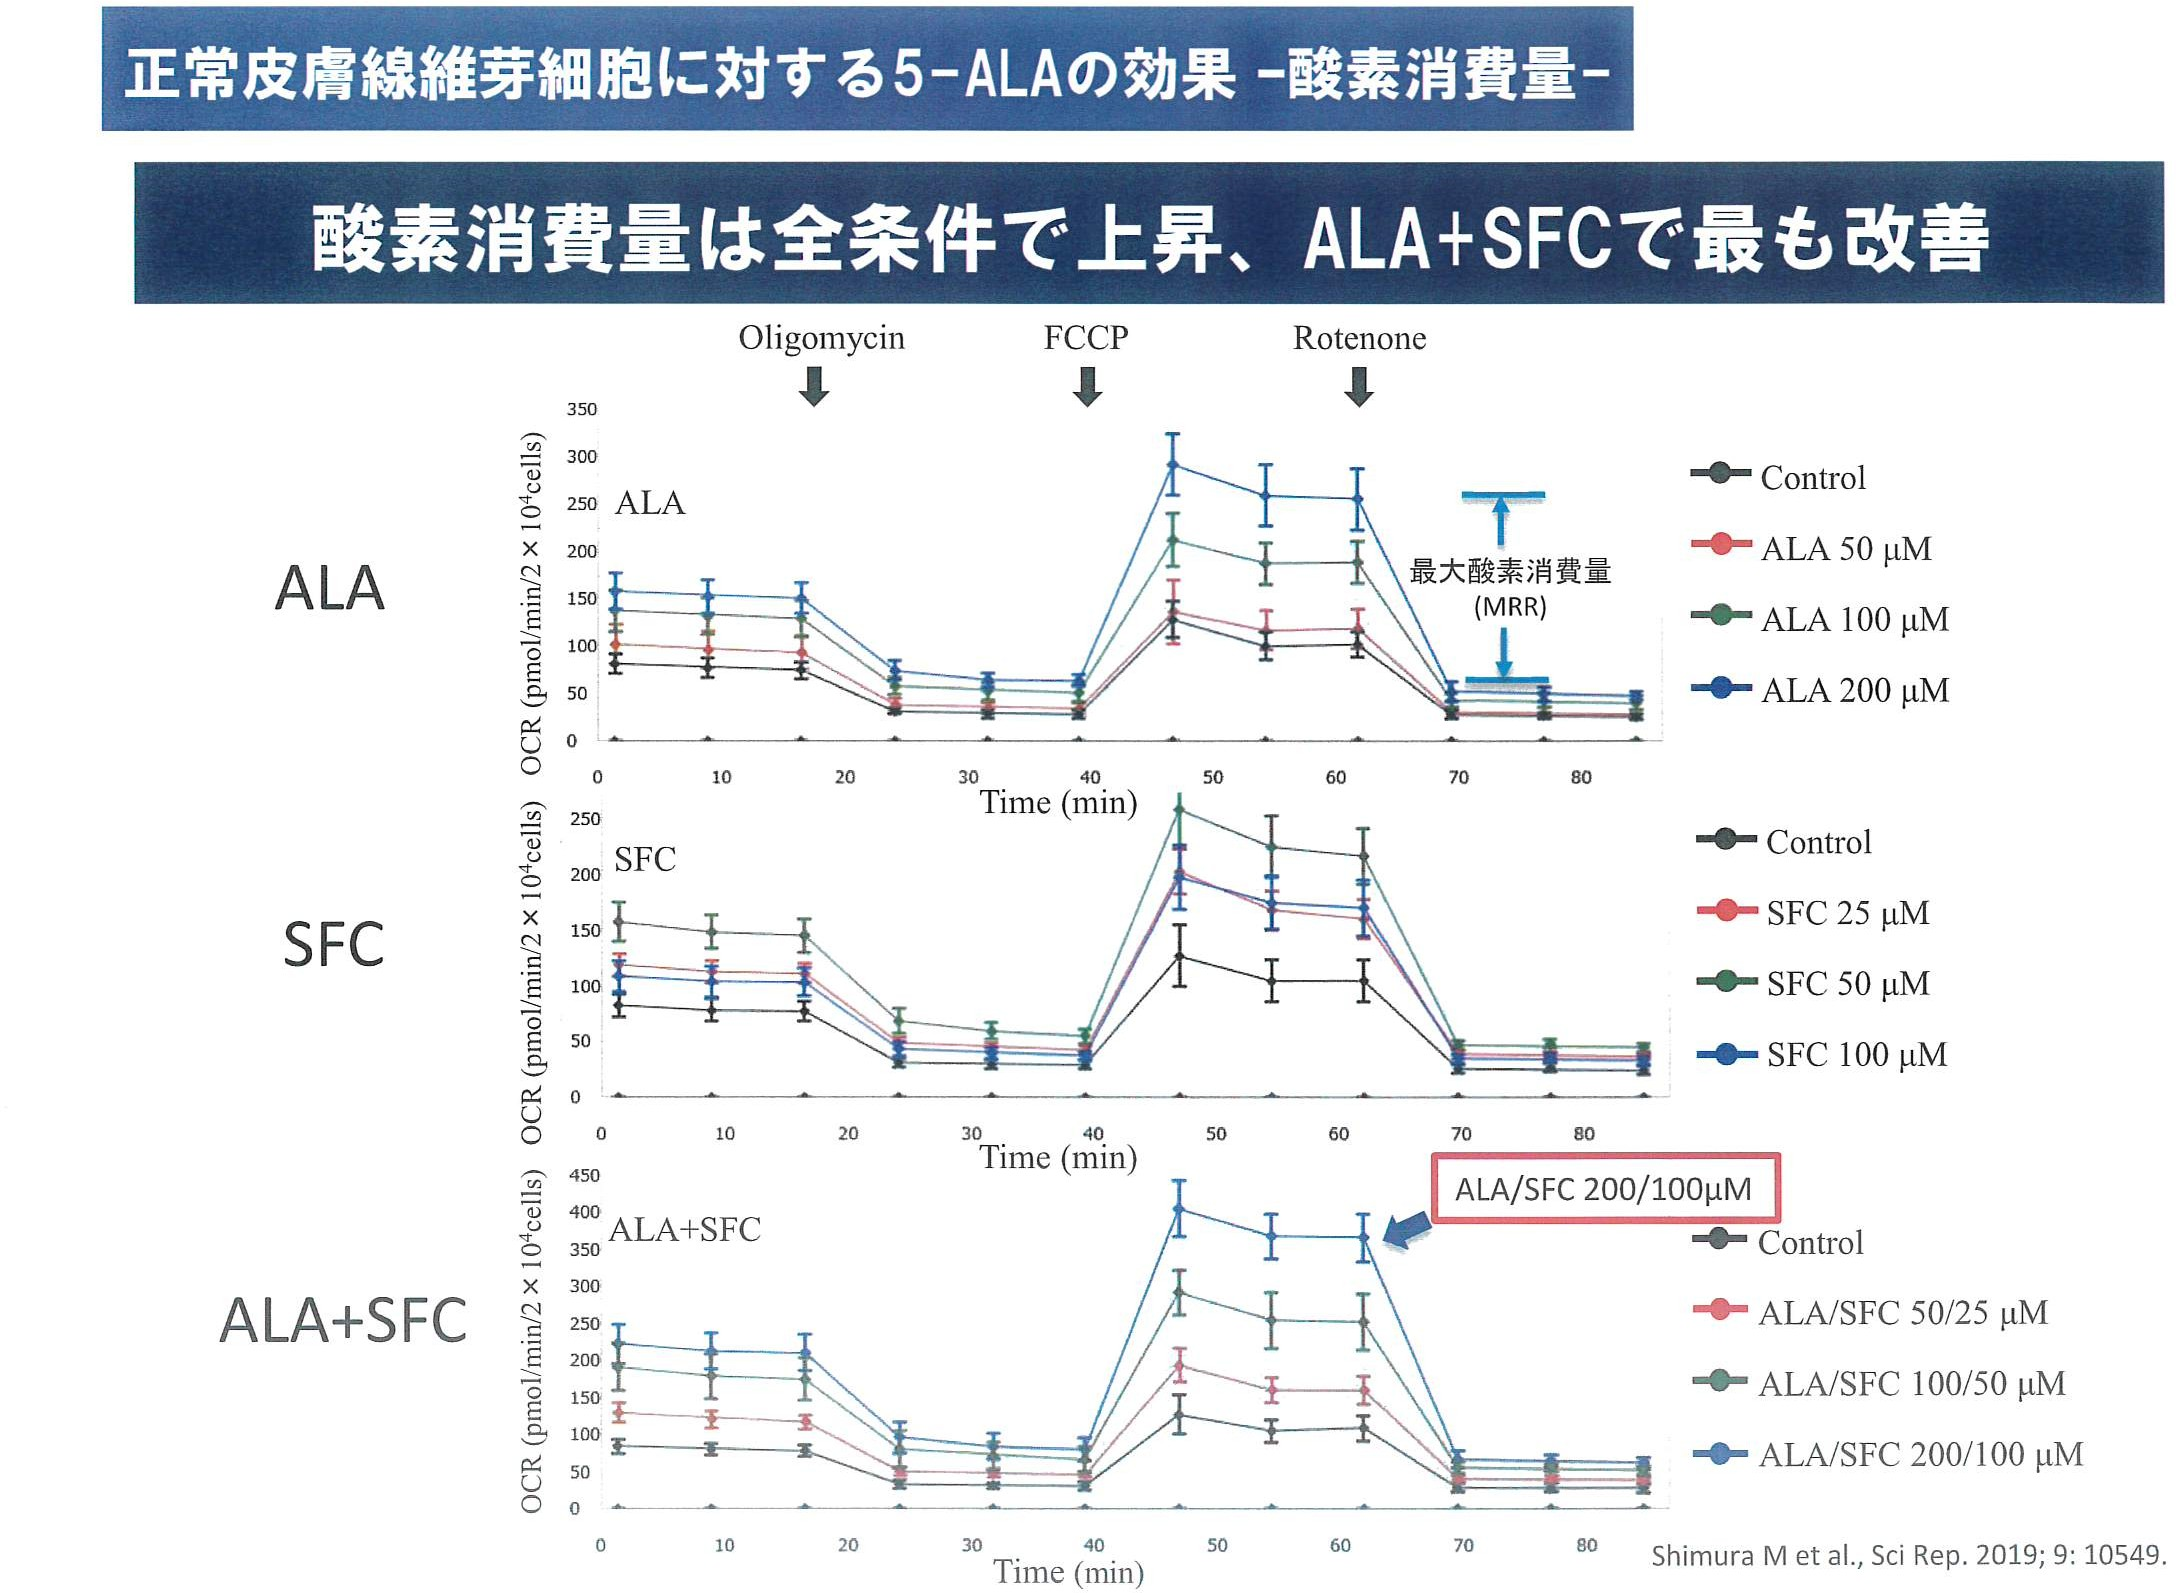 正常皮膚線維芽細胞に対する5-ALAの効果 -酸素消費量-
酸素消費量は全条件で上昇、ALA+SFCで最も改善
Oligomycin FCCP Rotenone
ALA
OCR (pmol/min/2×10⁴cells)
350
300
250
200
150
100
50
0
ALA
最大酸素消費量
(MRR)
Control
ALA 50 μM
ALA 100 μM
ALA 200 μM
0 10 20 30 40 50 60 70 80
Time (min)
SFC
OCR (pmol/min/2×10⁴cells)
250
200
150
100
50
0
SFC
Control
SFC 25 μM
SFC 50 μM
SFC 100 μM
0 10 20 30 40 50 60 70 80
Time (min)
ALA+SFC
OCR (pmol/min/2×10⁴cells)
450
400
350
300
250
200
150
100
50
0
ALA+SFC
ALA/SFC 200/100μM
Control
ALA/SFC 50/25 μM
ALA/SFC 100/50 μM
ALA/SFC 200/100 μM
0 10 20 30 40 50 60 70 80
Time (min)
Shimura M et al., Sci Rep. 2019; 9: 10549.